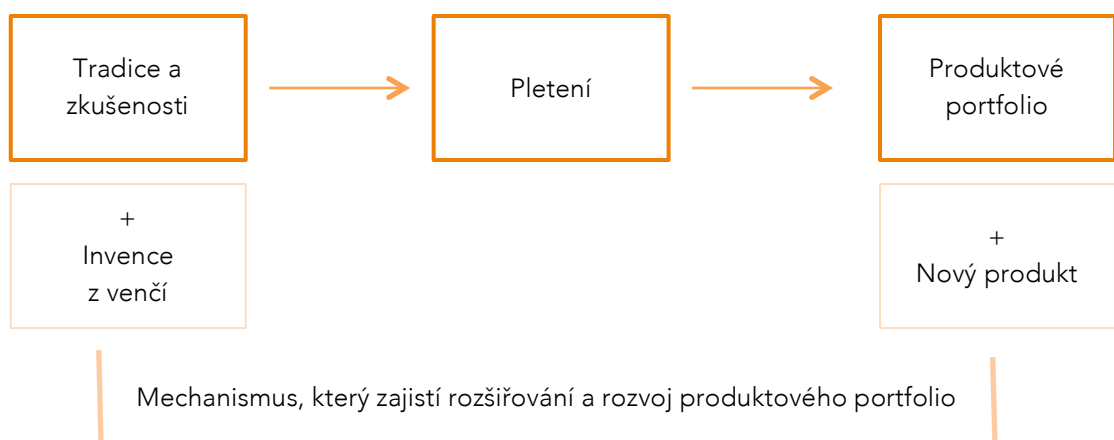 Tradice a
zkušenosti
Pletení
Produktové
portfolio
+
Invence
z venčí
+
Nový produkt
Mechanismus, který zajistí rozšiřování a rozvoj produktového portfolio